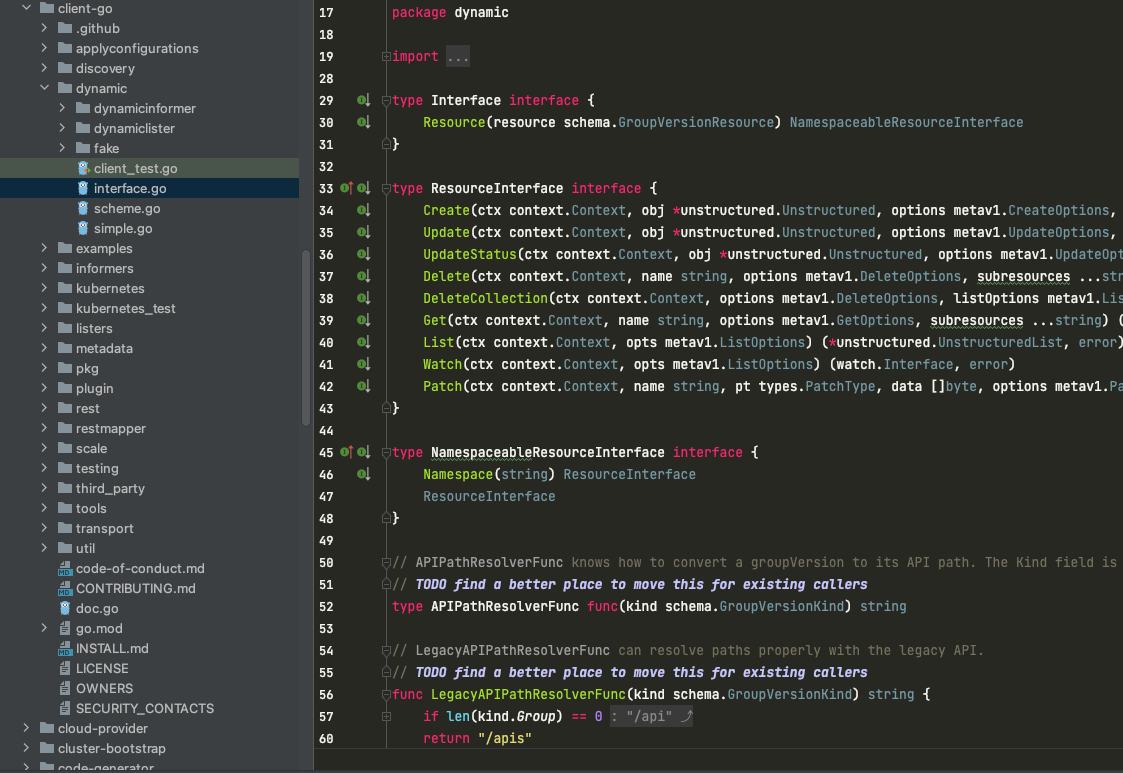 client-go
.github
applyconfigurations
discovery
dynamic
dynamicinformer
dynamiclister
fake
client_test.go
interface.go
scheme.go
simple.go
examples
informers
kubernetes
kubernetes_test
listers
metadata
pkg
plugin
rest
restmapper
scale
testing
third_party
tools
transport
util
code-of-conduct.md
CONTRIBUTING.md
doc.go
go.mod
INSTALL.md
LICENSE
OWNERS
SECURITY_CONTACTS
cloud-provider
cluster-bootstrap
code-generator
17 package dynamic
18
19 import ...
28
29 type Interface interface {
30 Resource(resource schema.GroupVersionResource) NamespaceableResourceInterface
31 }
32
33 type ResourceInterface interface {
34 Create(ctx context.Context, obj *unstructured.Unstructured, options metav1.CreateOptions,
35 Update(ctx context.Context, obj *unstructured.Unstructured, options metav1.UpdateOptions,
36 UpdateStatus(ctx context.Context, obj *unstructured.Unstructured, options metav1.UpdateOpt
37 Delete(ctx context.Context, name string, options metav1.DeleteOptions, subresources ...str
38 DeleteCollection(ctx context.Context, options metav1.DeleteOptions, listOptions metav1.Lis
39 Get(ctx context.Context, name string, options metav1.GetOptions, subresources ...string) (
40 List(ctx context.Context, opts metav1.ListOptions) (*unstructured.UnstructuredList, error)
41 Watch(ctx context.Context, opts metav1.ListOptions) (watch.Interface, error)
42 Patch(ctx context.Context, name string, pt types.PatchType, data []byte, options metav1.Pa
43 }
44
45 type NamespaceableResourceInterface interface {
46 Namespace(string) ResourceInterface
47 ResourceInterface
48 }
49
50 // APIPathResolverFunc knows how to convert a groupVersion to its API path. The Kind field is
51 // TODO find a better place to move this for existing callers
52 type APIPathResolverFunc func(kind schema.GroupVersionKind) string
53
54 // LegacyAPIPathResolverFunc can resolve paths properly with the legacy API.
55 // TODO find a better place to move this for existing callers
56 func LegacyAPIPathResolverFunc(kind schema.GroupVersionKind) string {
57 if len(kind.Group) == 0 : "/api"
60 return "/apis"